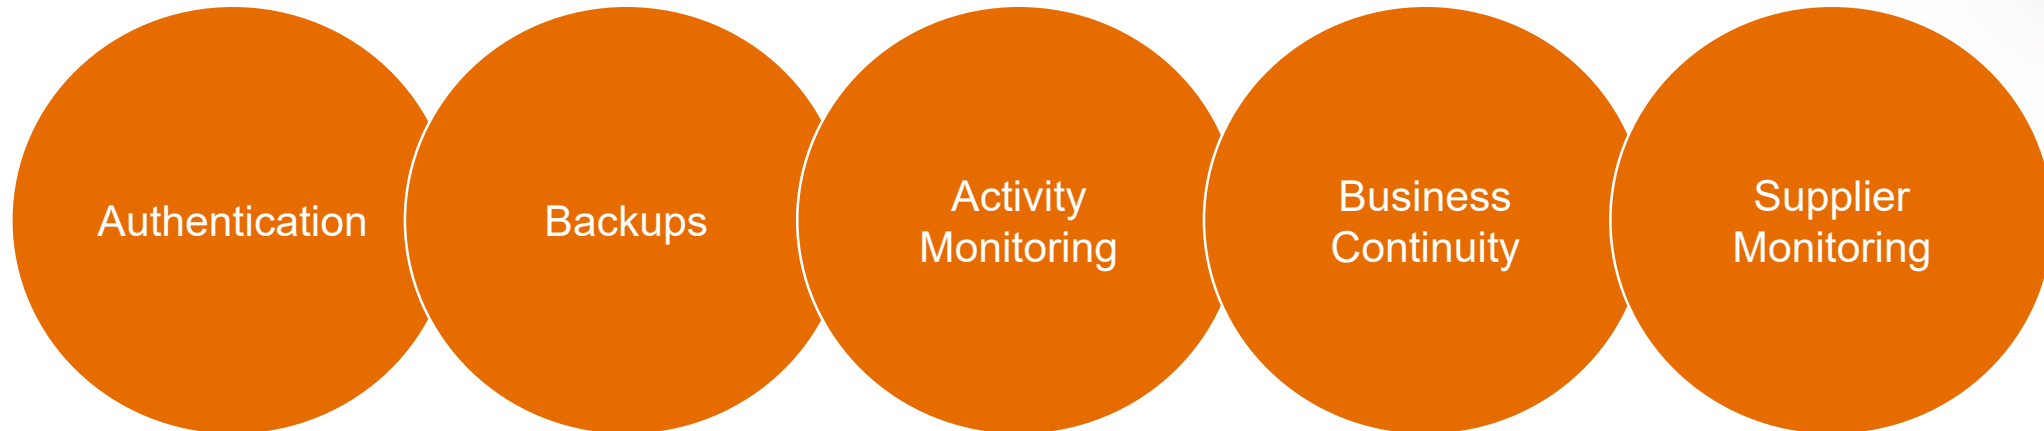 Authentication
Backups
Activity
Monitoring
Business
Continuity
Supplier
Monitoring